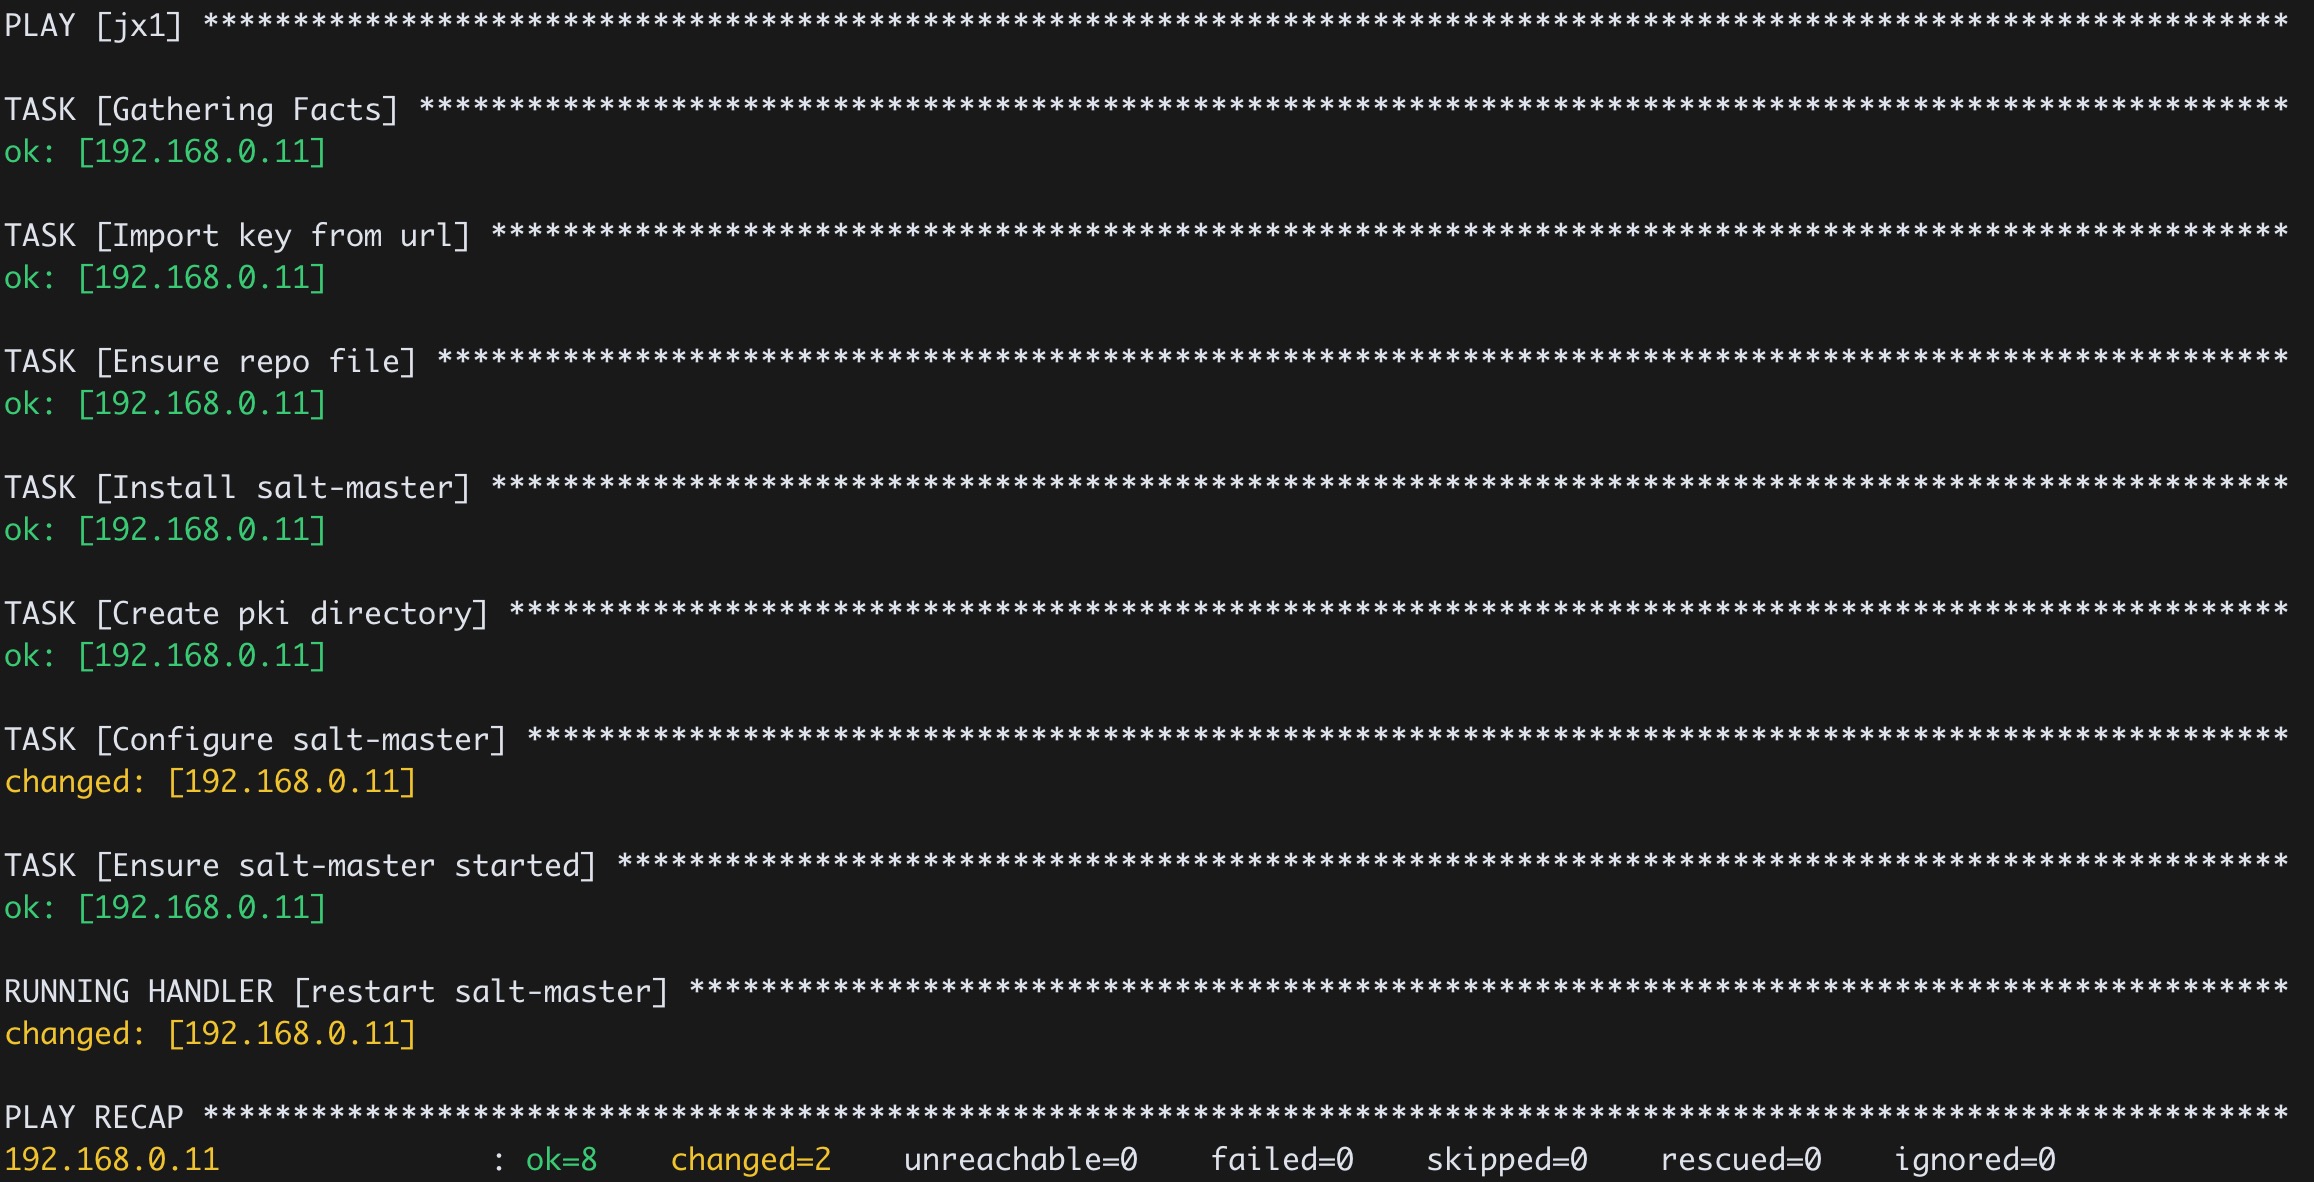 PLAY [jx1] ********************************************************************************************************************
TASK [Gathering Facts] ********************************************************************************************************
ok: [192.168.0.11]
TASK [Import key from url] ****************************************************************************************************
ok: [192.168.0.11]
TASK [Ensure repo file] *******************************************************************************************************
ok: [192.168.0.11]
TASK [Install salt-master] ****************************************************************************************************
ok: [192.168.0.11]
TASK [Create pki directory] ***************************************************************************************************
ok: [192.168.0.11]
TASK [Configure salt-master] **************************************************************************************************
changed: [192.168.0.11]
TASK [Ensure salt-master started] *********************************************************************************************
ok: [192.168.0.11]
RUNNING HANDLER [restart salt-master] *****************************************************************************************
changed: [192.168.0.11]
PLAY RECAP ********************************************************************************************************************
192.168.0.11               : ok=8    changed=2    unreachable=0    failed=0    skipped=0    rescued=0    ignored=0